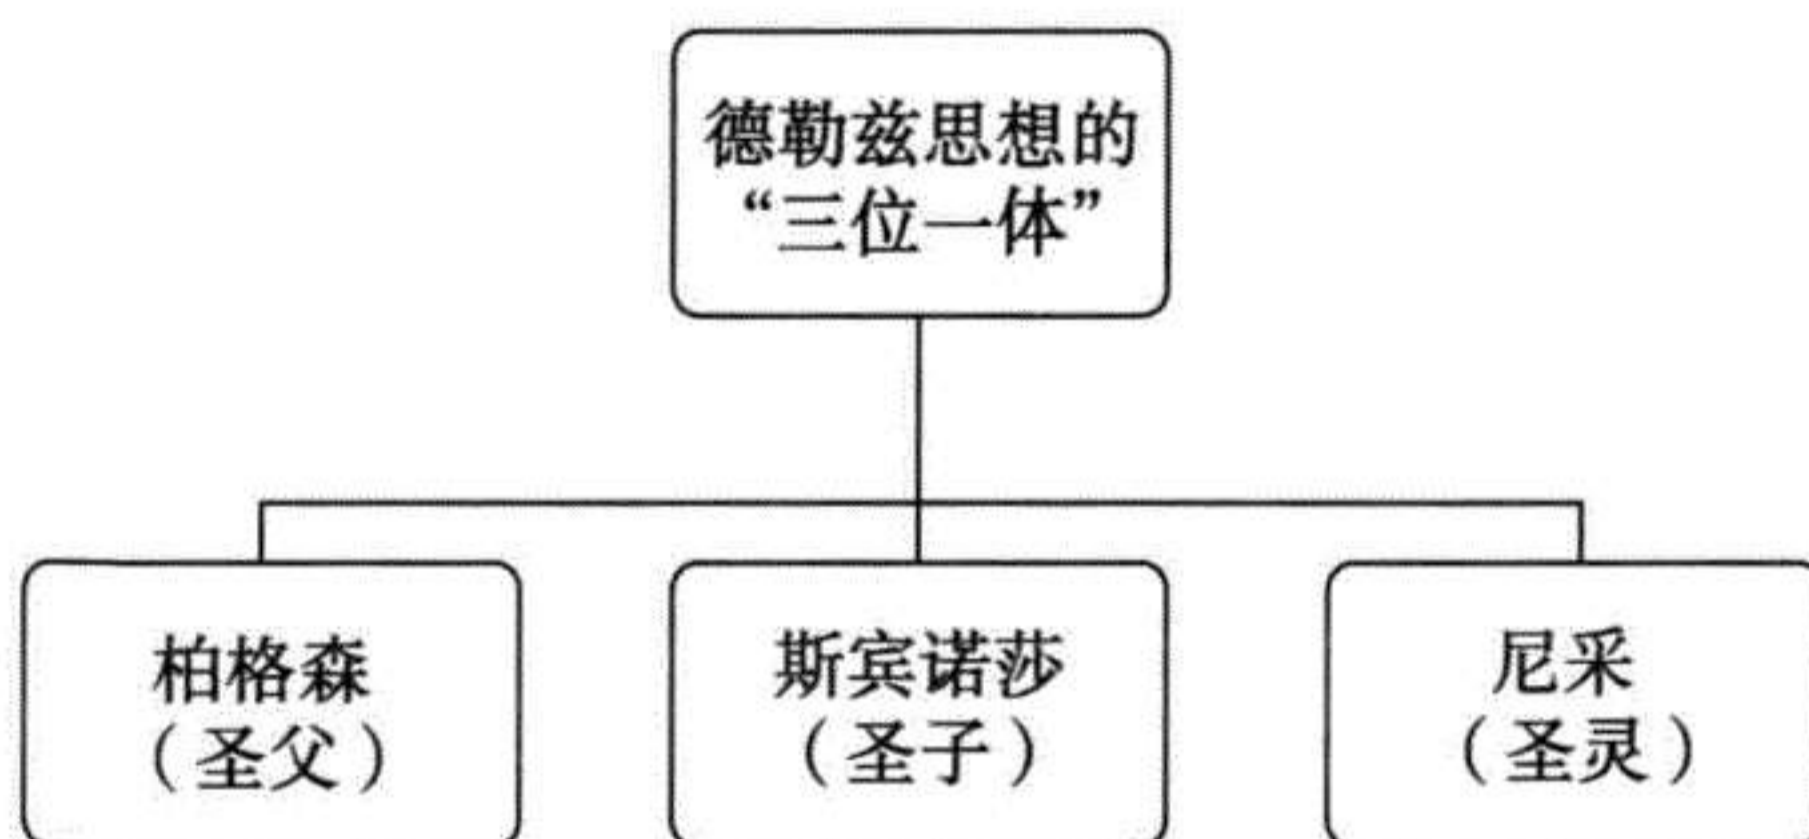 德勒兹思想的
“三位一体”
柏格森
（圣父）
斯宾诺莎
（圣子）
尼采
（圣灵）